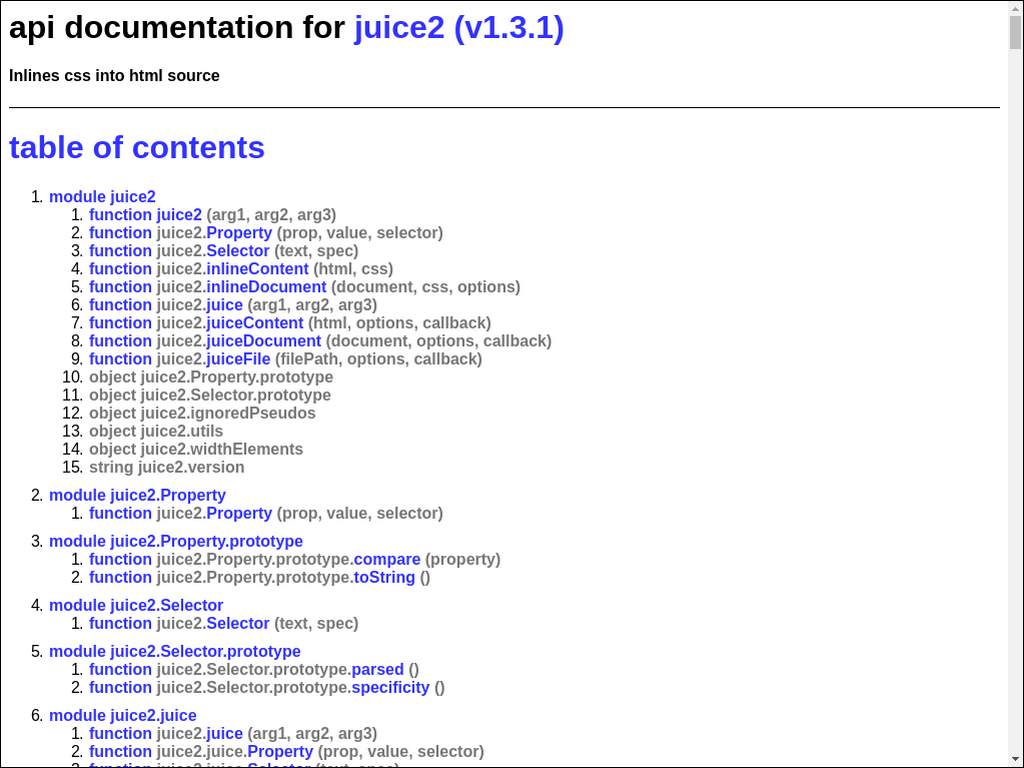 api documentation for juice2 (v1.3.1)
Inlines css into html source
table of contents
1. module juice2
1. function juice2 (arg1, arg2, arg3)
2. function juice2.Property (prop, value, selector)
3. function juice2.Selector (text, spec)
4. function juice2.inlineContent (html, css)
5. function juice2.inlineDocument (document, css, options)
6. function juice2.juice (arg1, arg2, arg3)
7. function juice2.juiceContent (html, options, callback)
8. function juice2.juiceDocument (document, options, callback)
9. function juice2.juiceFile (filePath, options, callback)
10. object juice2.Property.prototype
11. object juice2.Selector.prototype
12. object juice2.ignoredPseudos
13. object juice2.utils
14. object juice2.widthElements
15. string juice2.version
2. module juice2.Property
1. function juice2.Property (prop, value, selector)
3. module juice2.Property.prototype
1. function juice2.Property.prototype.compare (property)
2. function juice2.Property.prototype.toString ()
4. module juice2.Selector
1. function juice2.Selector (text, spec)
5. module juice2.Selector.prototype
1. function juice2.Selector.prototype.parsed ()
2. function juice2.Selector.prototype.specificity ()
6. module juice2.juice
1. function juice2.juice (arg1, arg2, arg3)
2. function juice2.juice.Property (prop, value, selector)
3. function juice2.juice.Selector (text, spec)